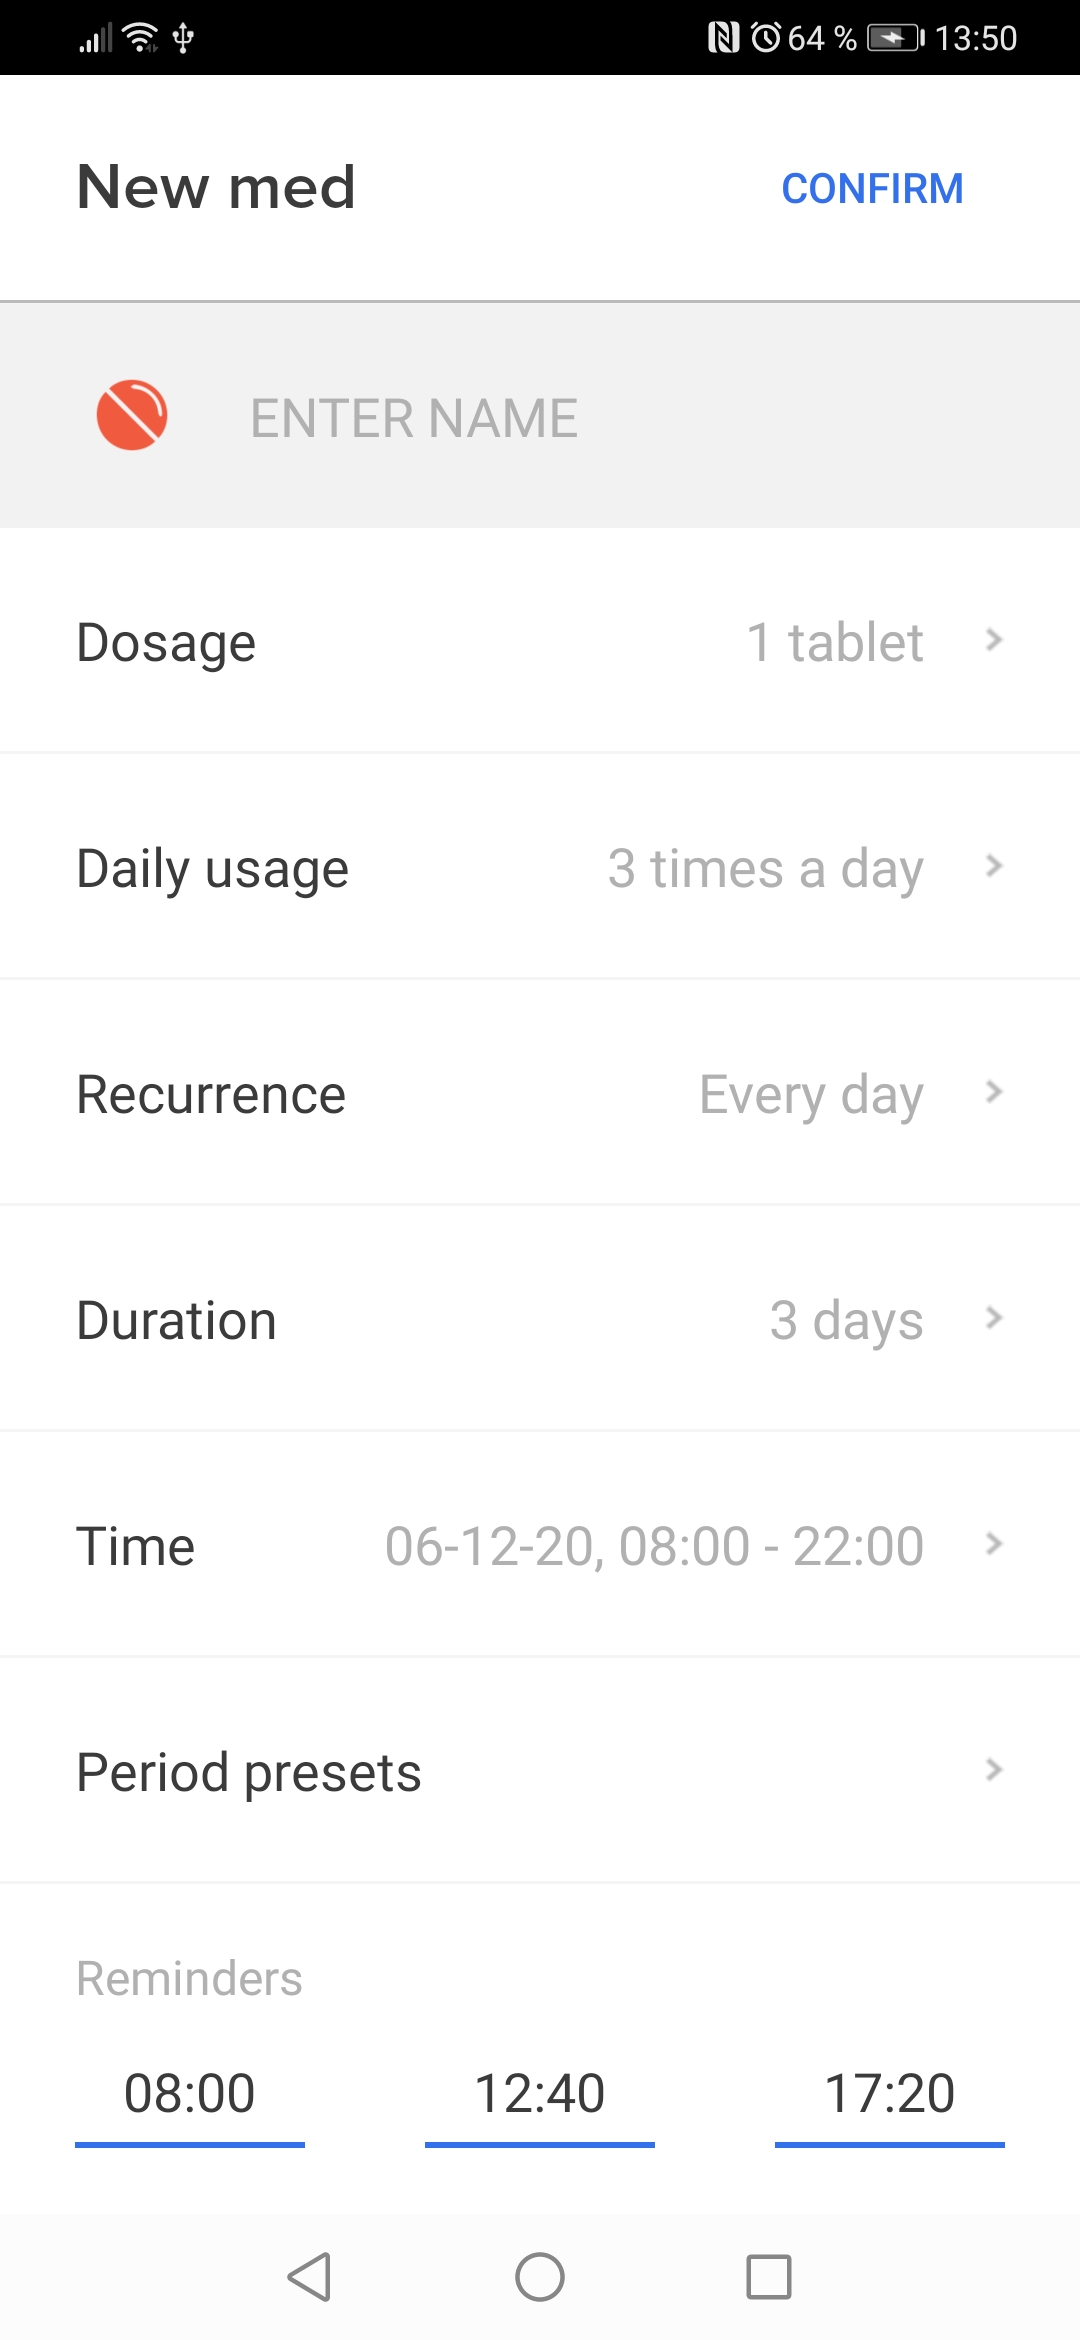 64 % 13:50
New med CONFIRM
ENTER NAME
Dosage 1 tablet
Daily usage 3 times a day
Recurrence Every day
Duration 3 days
Time 06-12-20, 08:00 - 22:00
Period presets
Reminders
08:00 12:40 17:20